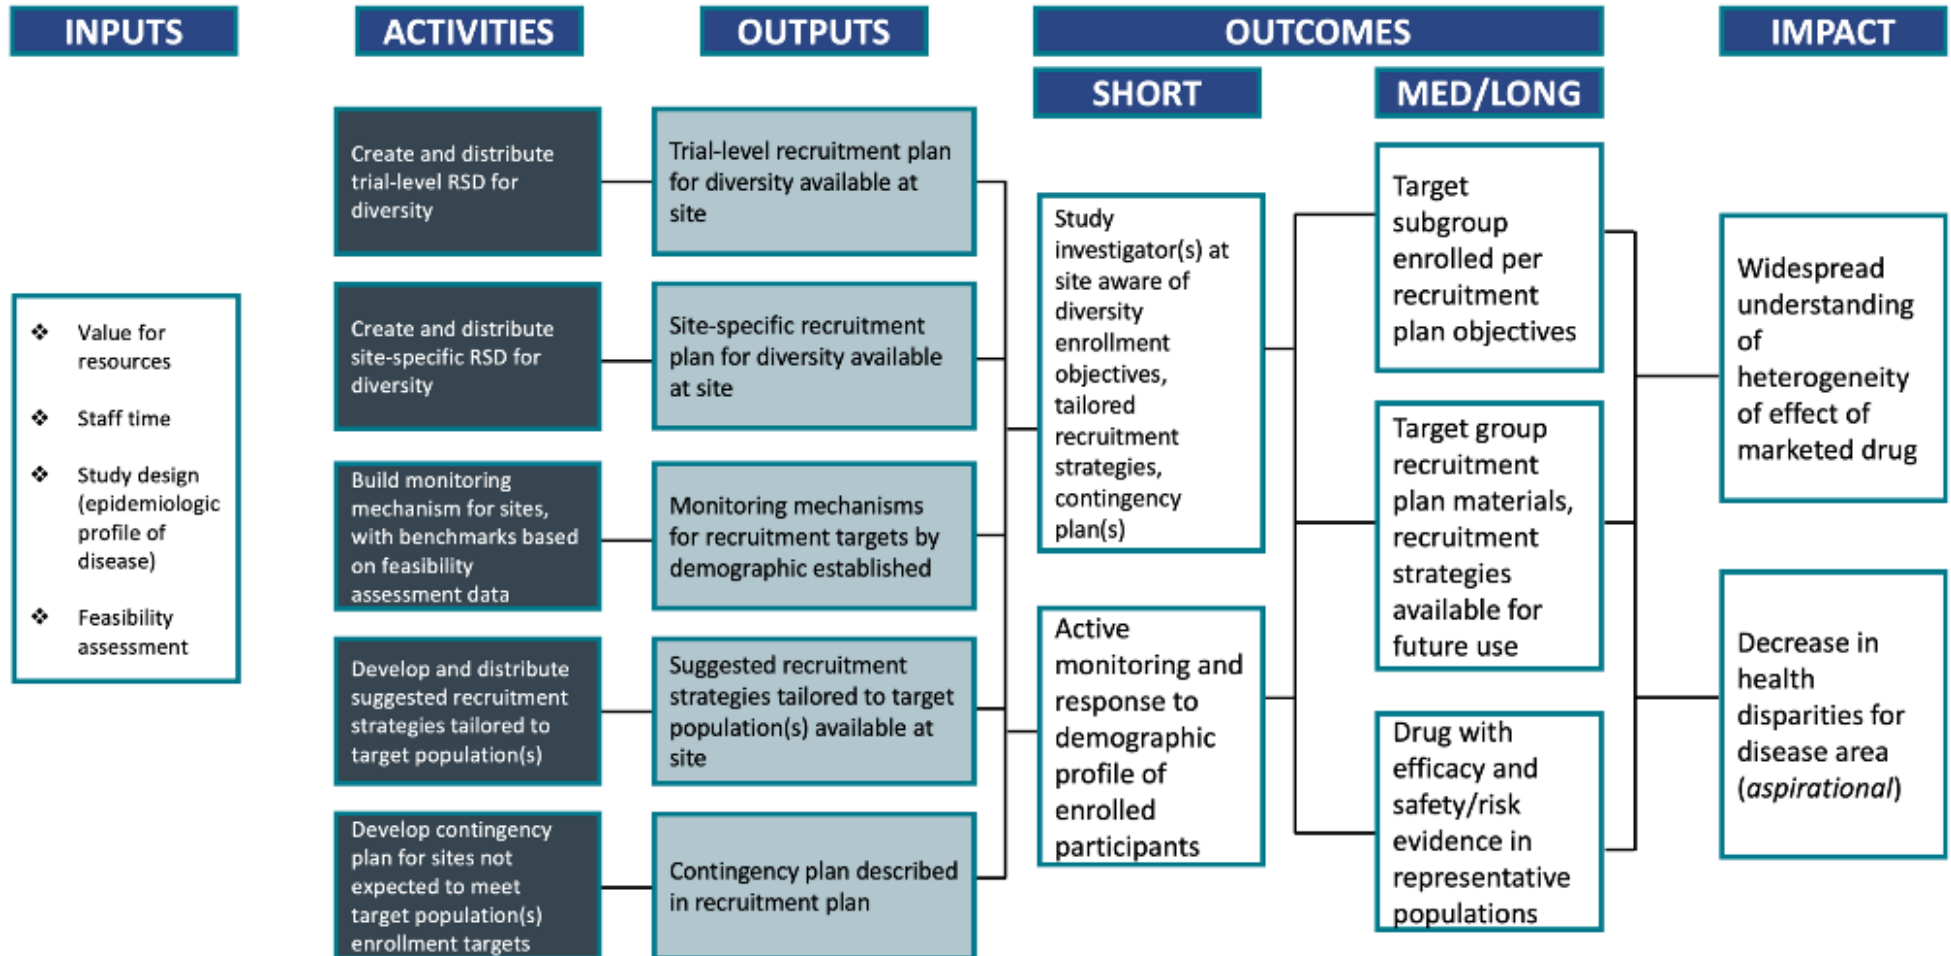 INPUTS
ACTIVITIES
OUTPUTS
OUTCOMES
IMPACT
SHORT
MED/LONG
❖ Value for
resources
❖ Staff time
❖ Study design
(epidemiologic
profile of
disease)
❖ Feasibility
assessment
Create and distribute
trial-level RSD for
diversity
Create and distribute
site-specific RSD for
diversity
Build monitoring
mechanism for sites,
with benchmarks based
on feasibility
assessment data
Develop and distribute
suggested recruitment
strategies tailored to
target population(s)
Develop contingency
plan for sites not
expected to meet
target population(s)
enrollment targets
Trial-level recruitment plan
for diversity available at
site
Site-specific recruitment
plan for diversity available
at site
Monitoring mechanisms
for recruitment targets by
demographic established
Suggested recruitment
strategies tailored to target
population(s) available at
site
Contingency plan described
in recruitment plan
Study
investigator(s) at
site aware of
diversity
enrollment
objectives,
tailored
recruitment
strategies,
contingency
plan(s)
Active
monitoring and
response to
demographic
profile of
enrolled
participants
Target
subgroup
enrolled per
recruitment
plan objectives
Target group
recruitment
plan materials,
recruitment
strategies
available for
future use
Drug with
efficacy and
safety/risk
evidence in
representative
populations
Widespread
understanding
of
heterogeneity
of effect of
marketed drug
Decrease in
health
disparities for
disease area
(aspirational)